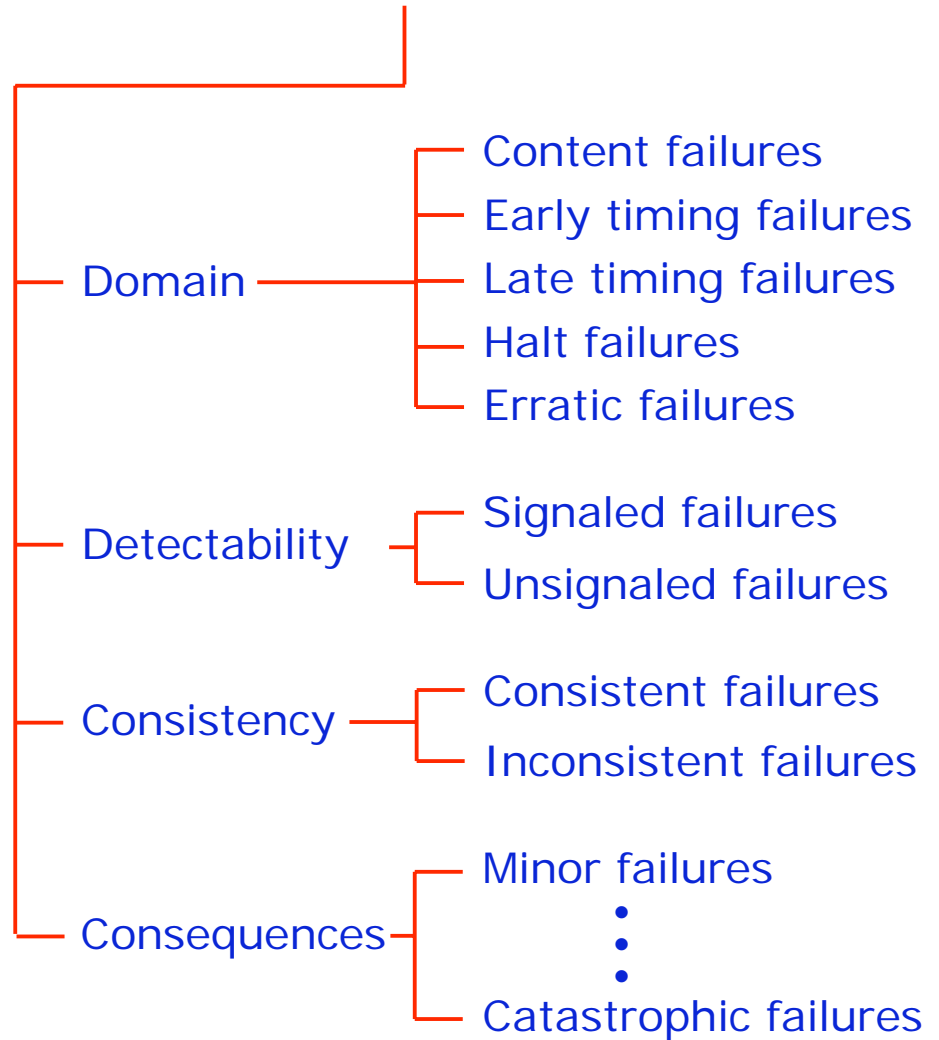 Content failures
Early timing failures
Domain
Late timing failures
Halt failures
Erratic failures
Signaled failures
Detectability
Unsignaled failures
Consistent failures
Consistency
Inconsistent failures
Minor failures
Consequences
Catastrophic failures